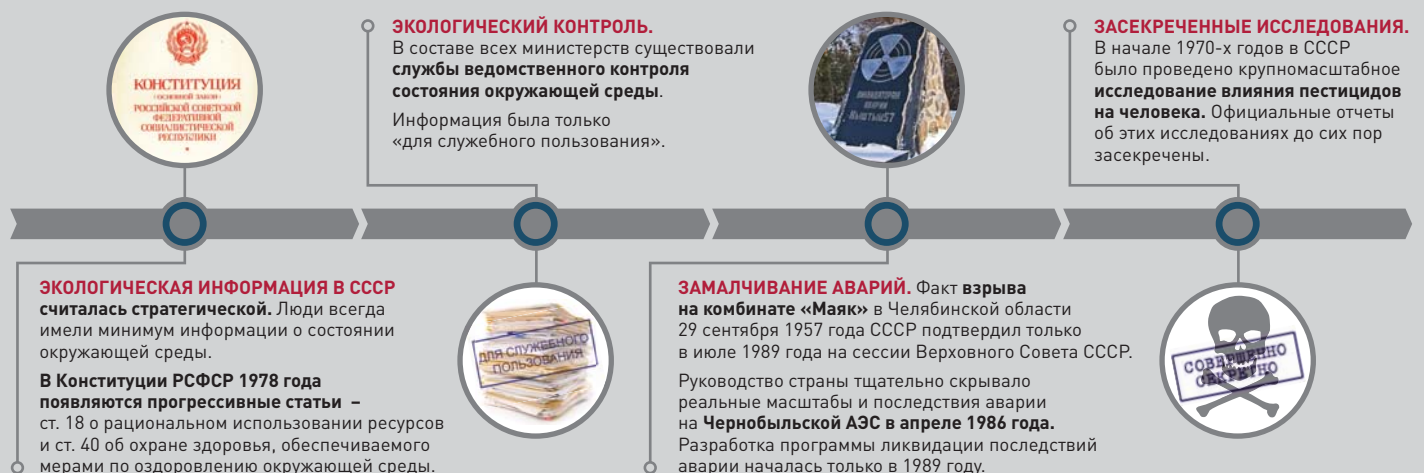 КОНСТИТУЦИЯ
• ОСНОВНОЙ ЗАКОН •
РОССИЙСКОЙ СОВЕТСКОЙ
ФЕДЕРАТИВНОЙ
СОЦИАЛИСТИЧЕСКОЙ
РЕСПУБЛИКИ
ЭКОЛОГИЧЕСКАЯ ИНФОРМАЦИЯ В СССР
считалась стратегической. Люди всегда
имели минимум информации о состоянии
окружающей среды.
В Конституции РСФСР 1978 года
появляются прогрессивные статьи –
ст. 18 о рациональном использовании ресурсов
и ст. 40 об охране здоровья, обеспечиваемого
мерами по оздоровлению окружающей среды.
ЭКОЛОГИЧЕСКИЙ КОНТРОЛЬ.
В составе всех министерств существовали
службы ведомственного контроля
состояния окружающей среды.
Информация была только
«для служебного пользования».
ДЛЯ СЛУЖЕБНОГО
ПОЛЬЗОВАНИЯ
ЛИКВИДАТОРАМ
АВАРИИ
Кыштым57
ЗАМАЛЧИВАНИЕ АВАРИЙ. Факт взрыва
на комбинате «Маяк» в Челябинской области
29 сентября 1957 года СССР подтвердил только
в июле 1989 года на сессии Верховного Совета СССР.
Руководство страны тщательно скрывало
реальные масштабы и последствия аварии
на Чернобыльской АЭС в апреле 1986 года.
Разработка программы ликвидации последствий
аварии началась только в 1989 году.
ЗАСЕКРЕЧЕННЫЕ ИССЛЕДОВАНИЯ.
В начале 1970-х годов в СССР
было проведено крупномасштабное
исследование влияния пестицидов
на человека. Официальные отчеты
об этих исследованиях до сих пор
засекречены.
СОВЕРШЕННО
СЕКРЕТНО